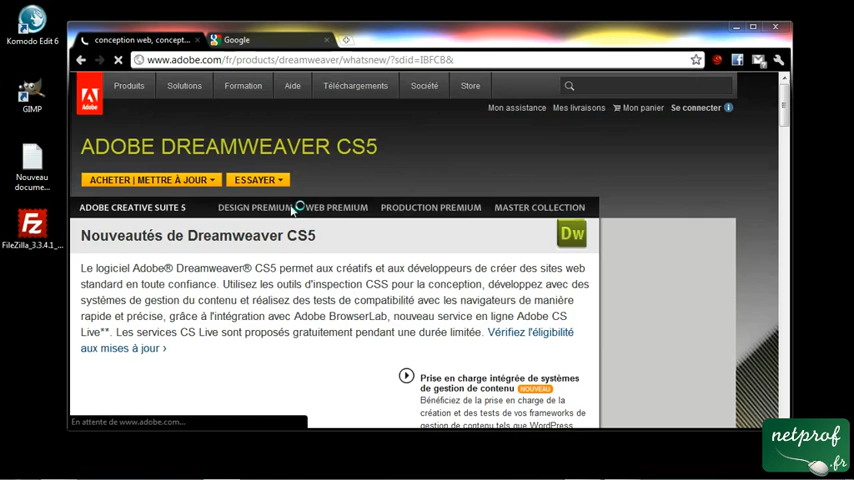 Komodo Edit 6
GIMP
Nouveau
docume...
FileZilla_3.3.4.1_...
conception web, concept...
Google
www.adobe.com/fr/products/dreamweaver/whatsnew/?sdid=IBFCB&
Adobe
Produits Solutions Formation Aide Téléchargements Société Store
Mon assistance Mes livraisons Mon panier Se connecter
ADOBE DREAMWEAVER CS5
ACHETER | METTRE À JOUR ESSAYER
ADOBE CREATIVE SUITE 5 DESIGN PREMIUM WEB PREMIUM PRODUCTION PREMIUM MASTER COLLECTION
Nouveautés de Dreamweaver CS5
Dw
Le logiciel Adobe® Dreamweaver® CS5 permet aux créatifs et aux développeurs de créer des sites web
standard en toute confiance. Utilisez les outils d'inspection CSS pour la conception, développez avec des
systèmes de gestion du contenu et réalisez des tests de compatibilité avec les navigateurs de manière
rapide et précise, grâce à l'intégration avec Adobe BrowserLab, nouveau service en ligne Adobe CS
Live**. Les services CS Live sont proposés gratuitement pendant une durée limitée. Vérifiez l'éligibilité
aux mises à jour ›
Prise en charge intégrée de systèmes
de gestion de contenu NOUVEAU
Bénéficiez de la prise en charge de la
création et des tests de vos frameworks de
gestion de contenu tels que WordPress,
En attente de www.adobe.com...
netprof
.fr